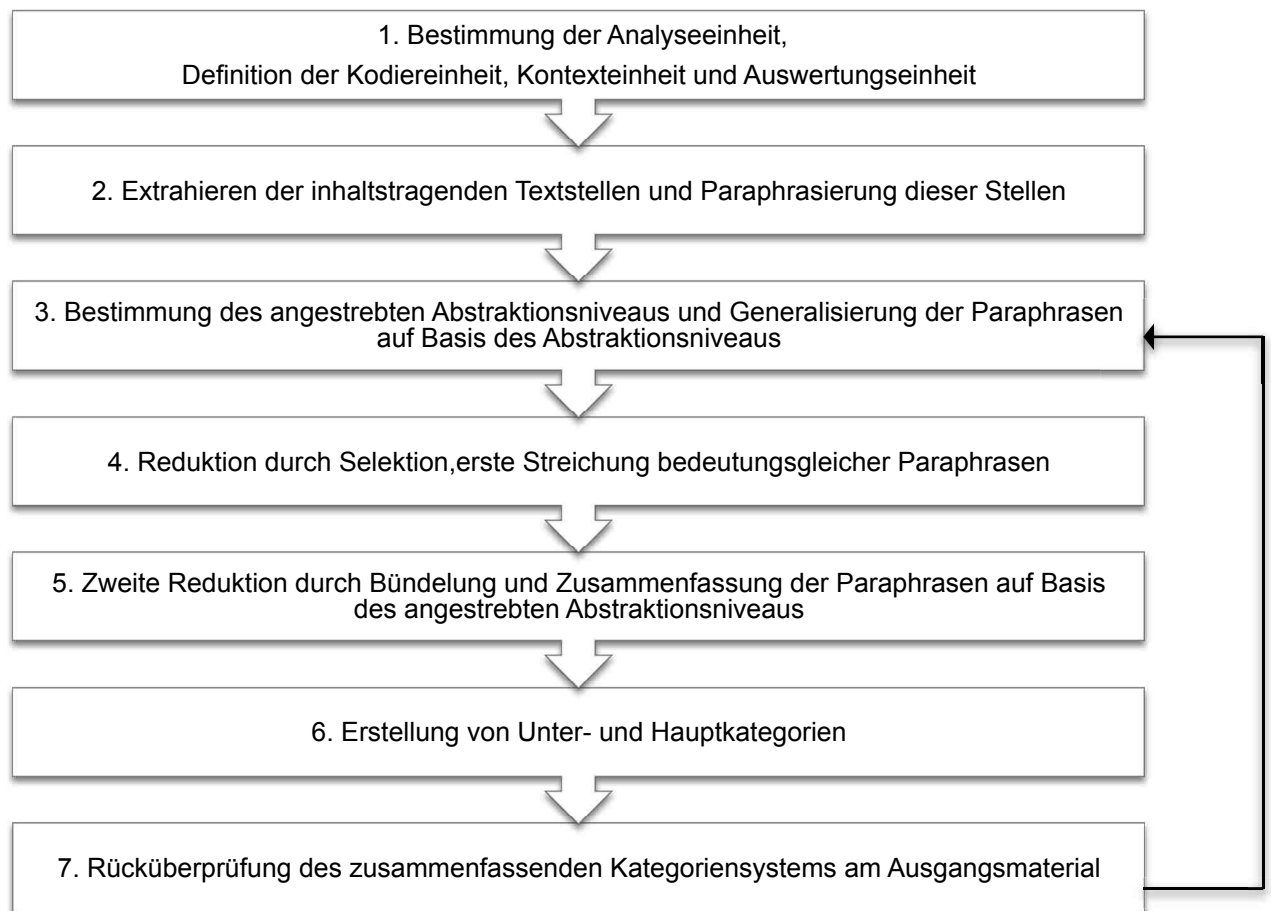 1. Bestimmung der Analyseeinheit,
Definition der Kodiereinheit, Kontexteinheit und Auswertungseinheit
2. Extrahieren der inhaltstragenden Textstellen und Paraphrasierung dieser Stellen
3. Bestimmung des angestrebten Abstraktionsniveaus und Generalisierung der Paraphrasen
auf Basis des Abstraktionsniveaus
4. Reduktion durch Selektion,erste Streichung bedeutungsgleicher Paraphrasen
5. Zweite Reduktion durch Bündelung und Zusammenfassung der Paraphrasen auf Basis
des angestrebten Abstraktionsniveaus
6. Erstellung von Unter- und Hauptkategorien
7. Rücküberprüfung des zusammenfassenden Kategoriensystems am Ausgangsmaterial